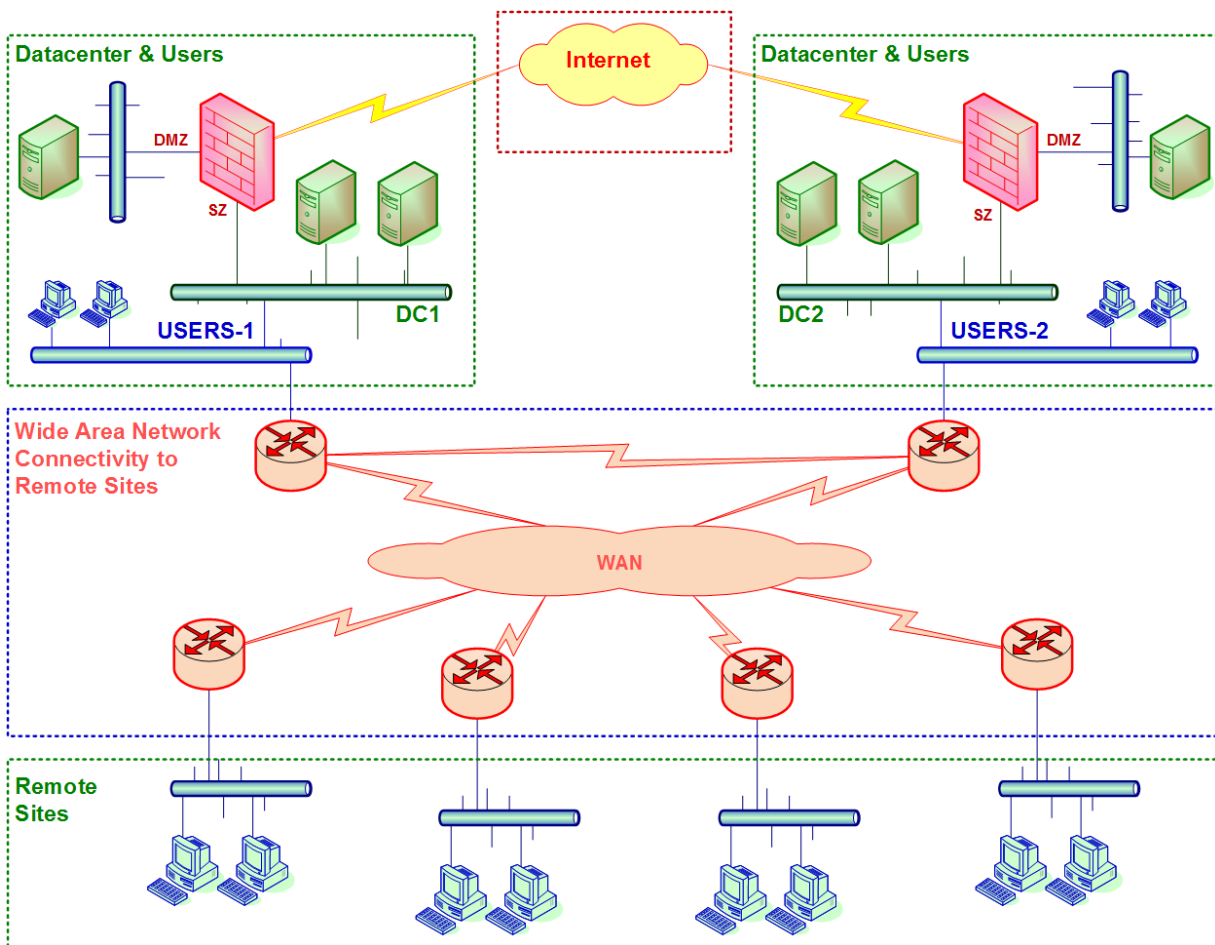 Datacenter & Users
Internet
Datacenter & Users
DMZ
DMZ
SZ
SZ
DC1
DC2
USERS-1
USERS-2
Wide Area Network
Connectivity to
Remote Sites
WAN
Remote
Sites